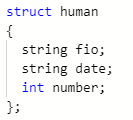 struct human
{
string fio;
string date;
int number;
};